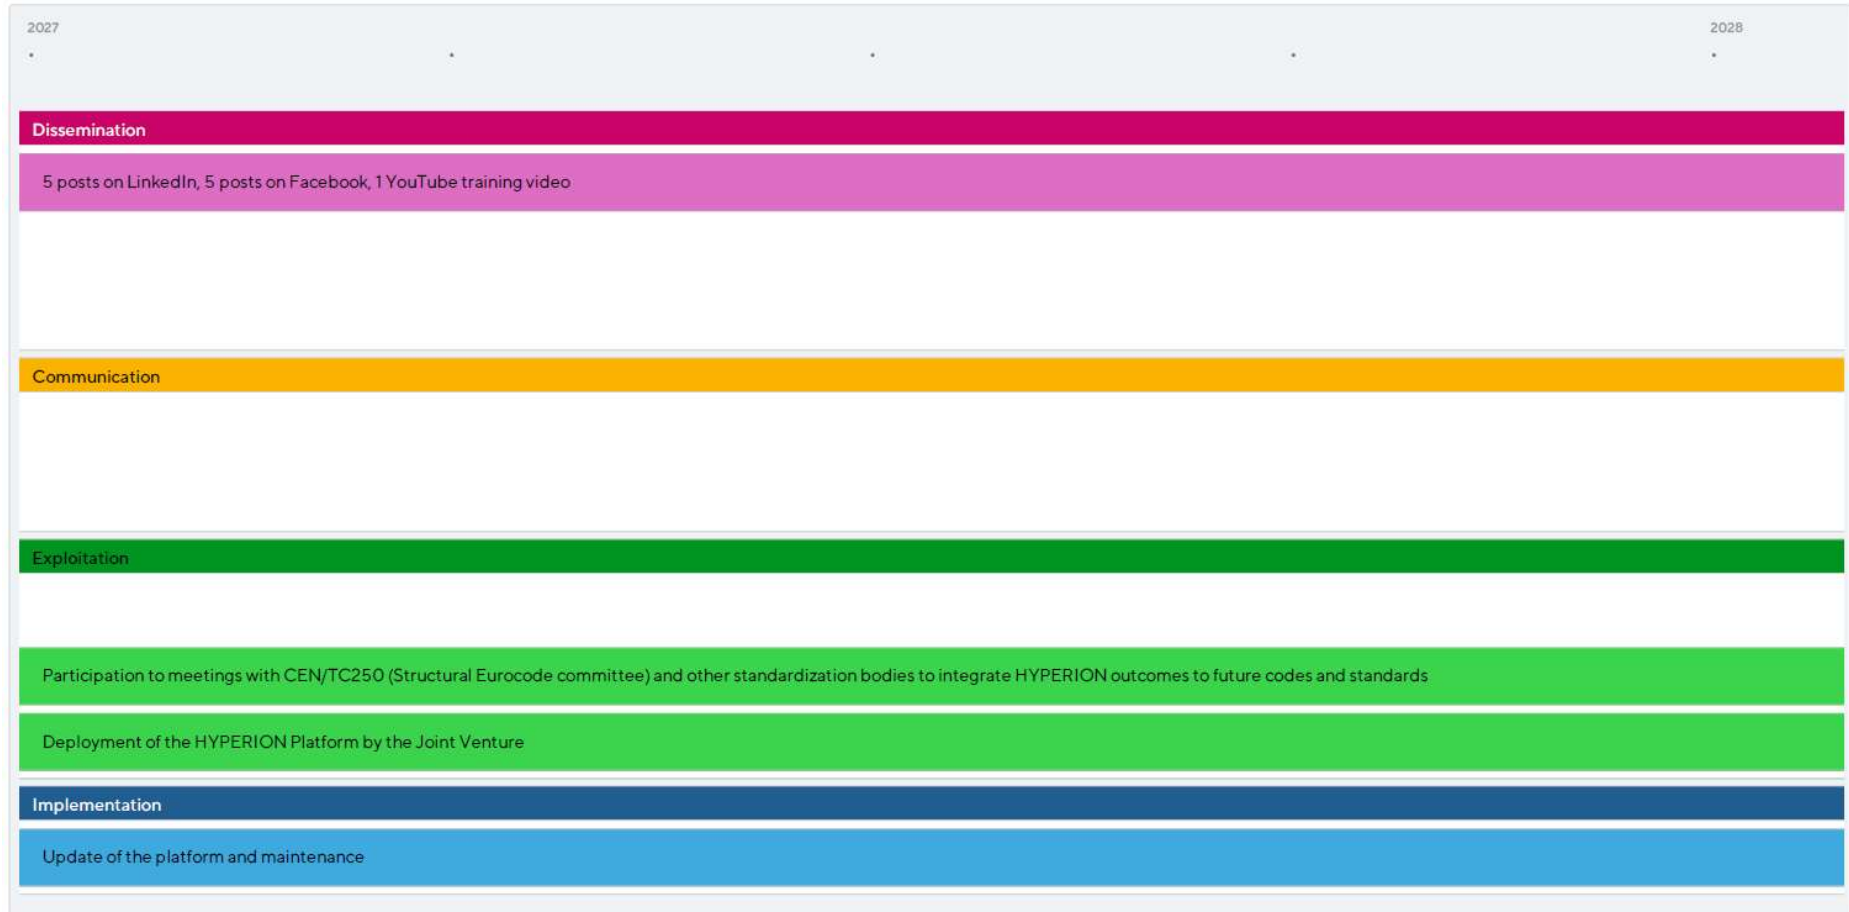 2027
2028
Dissemination
5 posts on LinkedIn, 5 posts on Facebook, 1 YouTube training video
Communication
Exploitation
Participation to meetings with CEN/TC250 (Structural Eurocode committee) and other standardization bodies to integrate HYPERION outcomes to future codes and standards
Deployment of the HYPERION Platform by the Joint Venture
Implementation
Update of the platform and maintenance